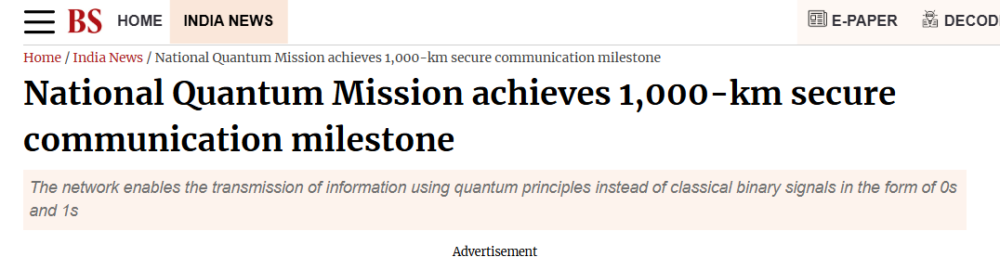 BS HOME INDIA NEWS E-PAPER DECOD
Home / India News / National Quantum Mission achieves 1,000-km secure communication milestone
National Quantum Mission achieves 1,000-km secure
communication milestone
The network enables the transmission of information using quantum principles instead of classical binary signals in the form of 0s
and 1s
Advertisement